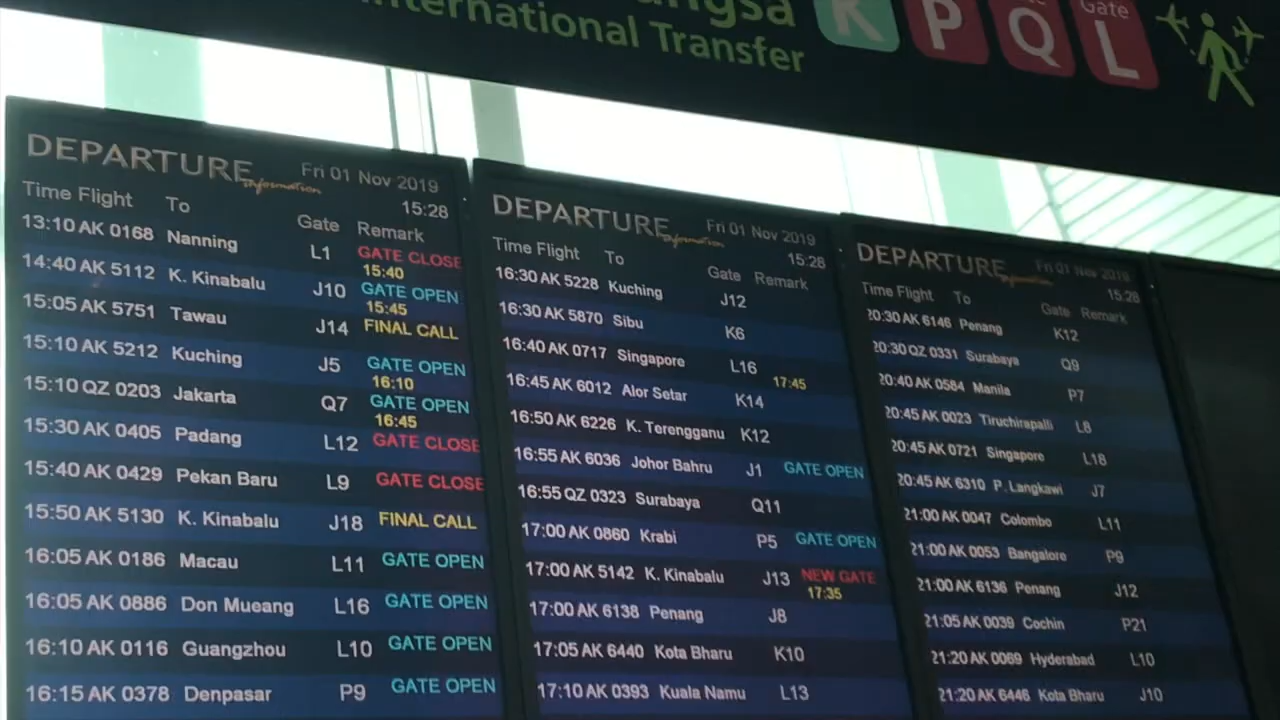 International Transfer
K P Q L
Gate
DEPARTURE information Fri 01 Nov 2019
15:28
Time Flight To Gate Remark
13:10 AK 0168 Nanning L1 GATE CLOSE
15:40
14:40 AK 5112 K. Kinabalu J10 GATE OPEN
15:45
15:05 AK 5751 Tawau J14 FINAL CALL
15:10 AK 5212 Kuching J5 GATE OPEN
16:10
15:10 QZ 0203 Jakarta Q7 GATE OPEN
16:45
15:30 AK 0405 Padang L12 GATE CLOSE
15:40 AK 0429 Pekan Baru L9 GATE CLOSE
15:50 AK 5130 K. Kinabalu J18 FINAL CALL
16:05 AK 0186 Macau L11 GATE OPEN
16:05 AK 0886 Don Mueang L16 GATE OPEN
16:10 AK 0116 Guangzhou L10 GATE OPEN
16:15 AK 0378 Denpasar P9 GATE OPEN
DEPARTURE information Fri 01 Nov 2019
15:28
Time Flight To Gate Remark
16:30 AK 5228 Kuching J12
16:30 AK 5870 Sibu K6
16:40 AK 0717 Singapore L16
17:45
16:45 AK 6012 Alor Setar K14
16:50 AK 6226 K. Terengganu K12
16:55 AK 6036 Johor Bahru J1 GATE OPEN
16:55 QZ 0323 Surabaya Q11
17:00 AK 0860 Krabi P5 GATE OPEN
17:00 AK 5142 K. Kinabalu J13 NEW GATE
17:35
17:00 AK 6138 Penang J8
17:05 AK 6440 Kota Bharu K10
17:10 AK 0393 Kuala Namu L13
DEPARTURE information Fri 01 Nov 2019
15:28
Time Flight To Gate Remark
20:30 AK 6146 Penang K12
20:30 QZ 0331 Surabaya Q9
20:40 AK 0584 Manila P7
20:45 AK 0023 Tiruchirapalli L8
20:45 AK 0721 Singapore L18
20:45 AK 6310 P. Langkawi J7
21:00 AK 0047 Colombo L11
21:00 AK 0053 Bangalore P9
21:00 AK 6136 Penang J12
21:05 AK 0039 Cochin P21
21:20 AK 0069 Hyderabad L10
21:20 AK 6446 Kota Bharu J10